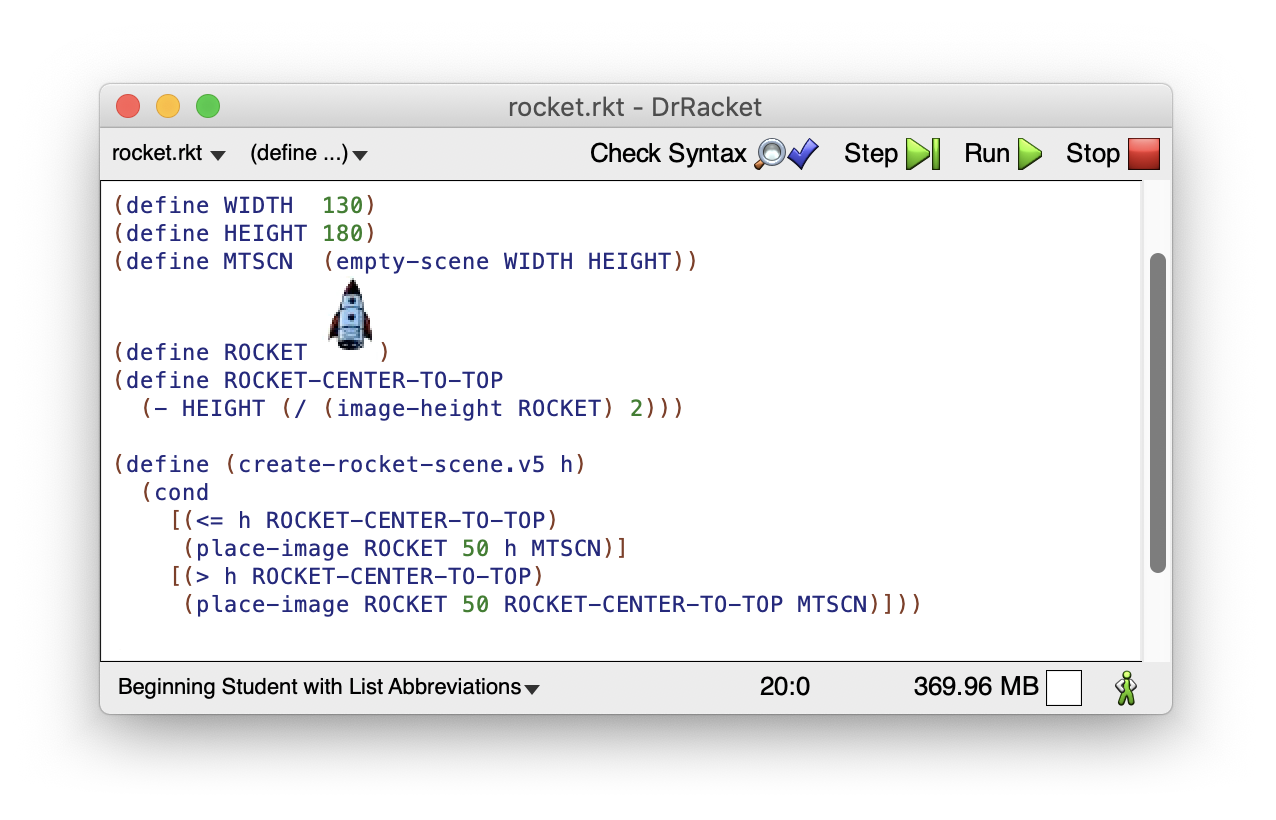 rocket.rkt - DrRacket
rocket.rkt (define ...) Check Syntax Step Run Stop
(define WIDTH  130)
(define HEIGHT 180)
(define MTSCN  (empty-scene WIDTH HEIGHT))
(define ROCKET )
(define ROCKET-CENTER-TO-TOP
  (- HEIGHT (/ (image-height ROCKET) 2)))
(define (create-rocket-scene.v5 h)
  (cond
    [(<= h ROCKET-CENTER-TO-TOP)
     (place-image ROCKET 50 h MTSCN)]
    [(> h ROCKET-CENTER-TO-TOP)
     (place-image ROCKET 50 ROCKET-CENTER-TO-TOP MTSCN)]))
Beginning Student with List Abbreviations 20:0 369.96 MB